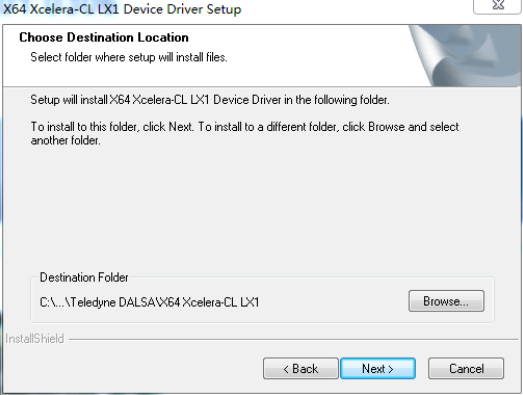 X64 Xcelera-CL LX1 Device Driver Setup
Choose Destination Location
Select folder where setup will install files.
Setup will install X64 Xcelera-CL LX1 Device Driver in the following folder.
To install to this folder, click Next. To install to a different folder, click Browse and select
another folder.
Destination Folder
C:\...\Teledyne DALSA\X64 Xcelera-CL LX1
Browse...
InstallShield
< Back
Next >
Cancel